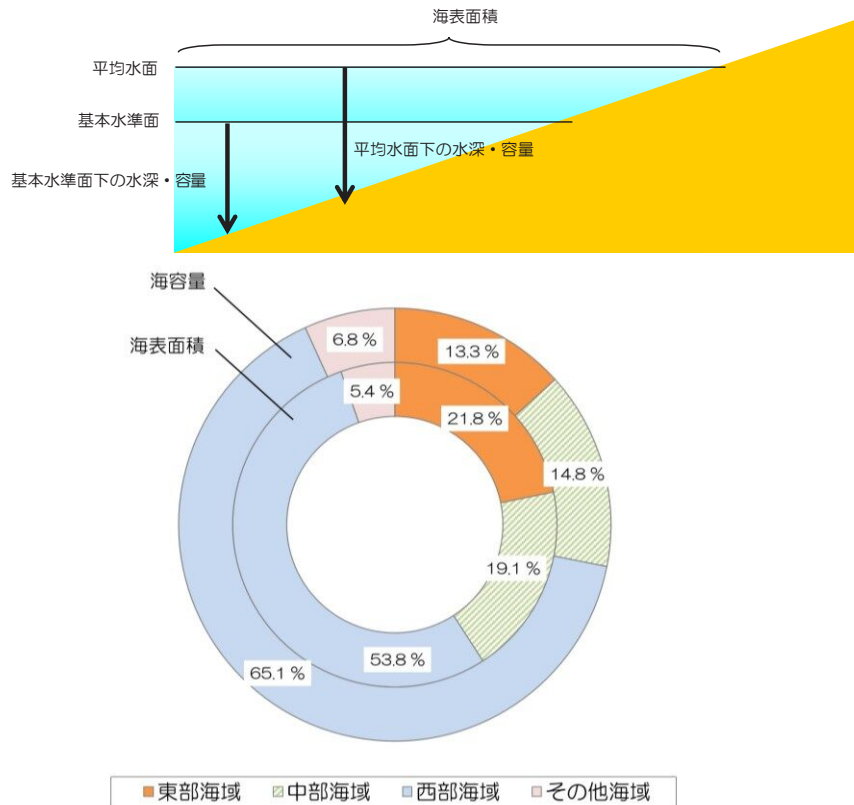 海表面積
平均水面
基本水準面
平均水面下の水深・容量
基本水準面下の水深・容量
海容量
海表面積
6.8 %
13.3 %
5.4 %
21.8 %
14.8 %
19.1 %
53.8 %
65.1 %
東部海域 中部海域 西部海域 その他海域